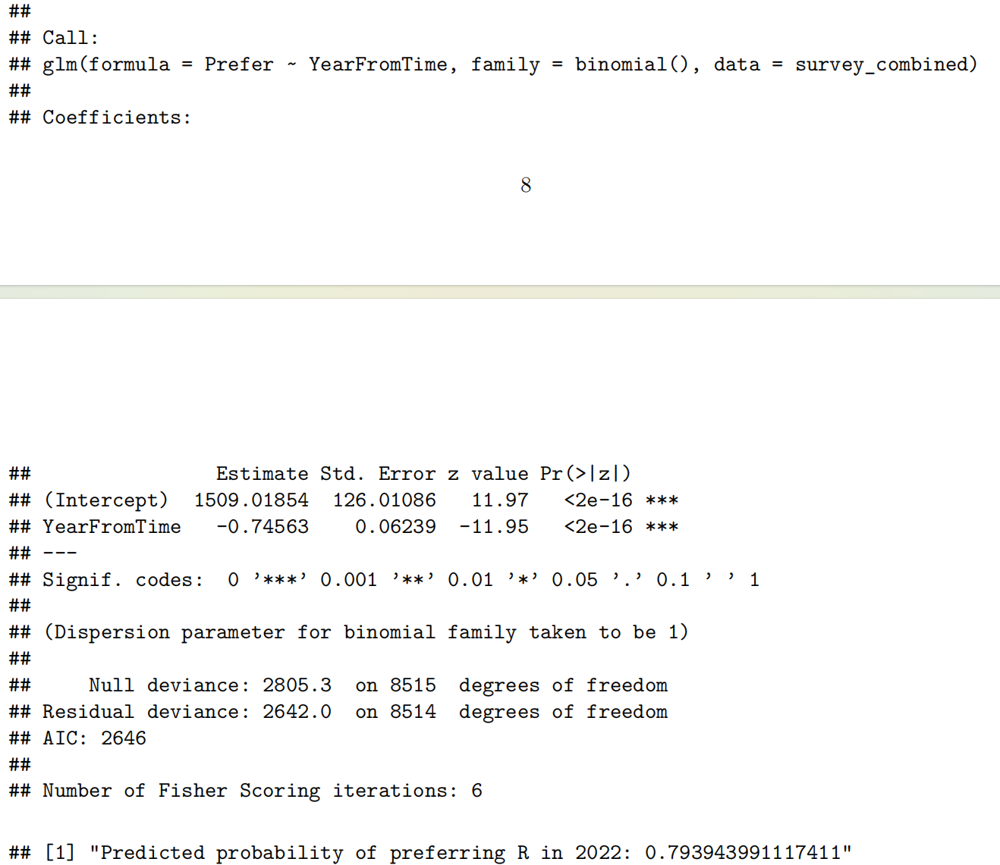 ##
## Call:
## glm(formula = Prefer ~ YearFromTime, family = binomial(), data = survey_combined)
##
## Coefficients:
8
##                Estimate Std. Error z value Pr(>|z|)
## (Intercept)  1509.01854  126.01086   11.97   <2e-16 ***
## YearFromTime   -0.74563    0.06239  -11.95   <2e-16 ***
## ---
## Signif. codes:  0 ’***’ 0.001 ’**’ 0.01 ’*’ 0.05 ’.’ 0.1 ’ ’ 1
##
## (Dispersion parameter for binomial family taken to be 1)
##
##     Null deviance: 2805.3  on 8515  degrees of freedom
## Residual deviance: 2642.0  on 8514  degrees of freedom
## AIC: 2646
##
## Number of Fisher Scoring iterations: 6
## [1] "Predicted probability of preferring R in 2022: 0.793943991117411"